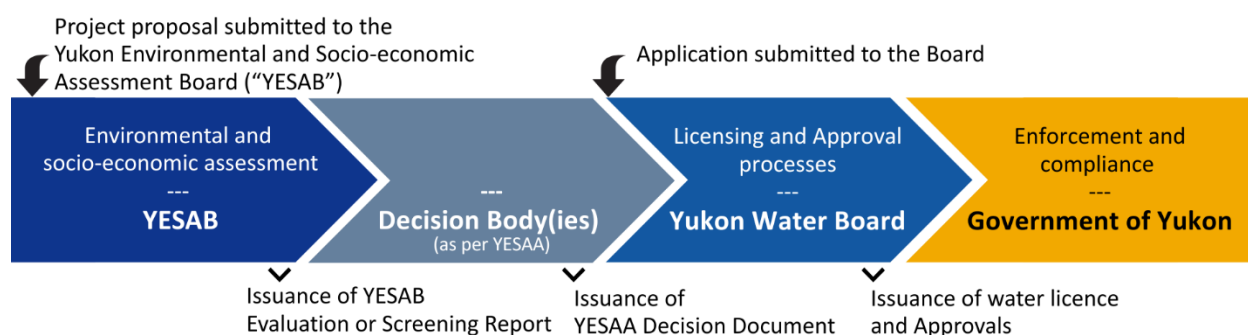 Project proposal submitted to the
Yukon Environmental and Socio-economic
Assessment Board (“YESAB”)
Application submitted to the Board
Environmental and
socio-economic assessment
---
YESAB
---
Decision Body(ies)
(as per YESAA)
Licensing and Approval
processes
---
Yukon Water Board
Enforcement and
compliance
---
Government of Yukon
Issuance of YESAB
Evaluation or Screening Report
Issuance of
YESAA Decision Document
Issuance of water licence
and Approvals